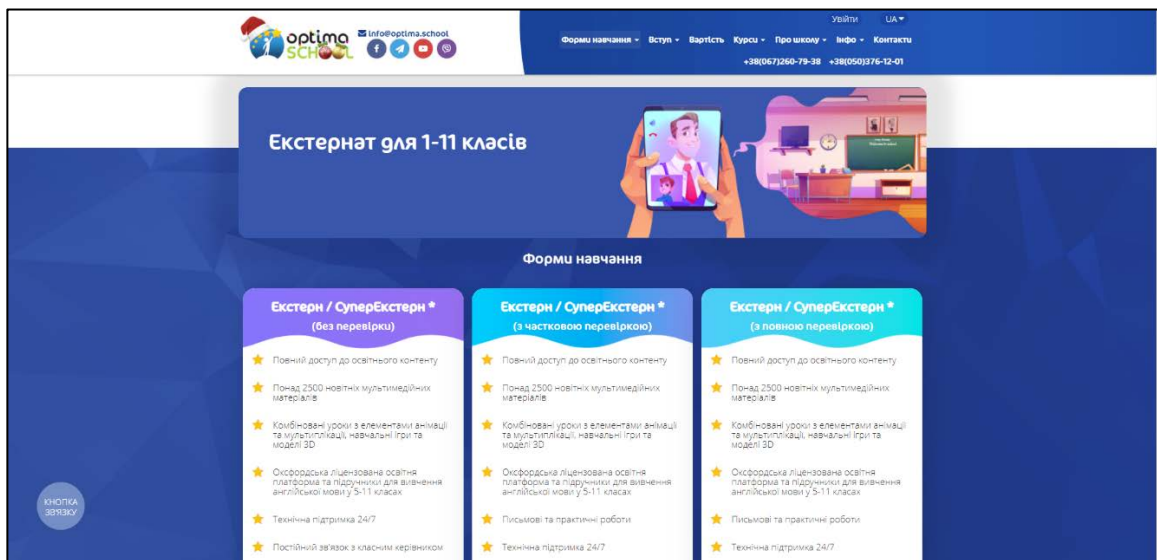 Увійти UA
optima
SCHOOL
info@optima.school
Форми навчання Вступ Вартість Курси Про школу Інфо Контакти
+38(067)260-79-38 +38(050)376-12-01
Екстернат для 1-11 класів
Форми навчання
Екстерн / СуперЕкстерн *
(без перевірки)
Повний доступ до освітнього контенту
Понад 2500 новітніх мультимедійних
матеріалів
Комбіновані уроки з елементами анімації
та мультиплікації, навчальні ігри та
моделі 3D
Оксфордська ліцензована освітня
платформа та підручники для вивчення
англійської мови у 5-11 класах
Технічна підтримка 24/7
Постійний зв'язок з класним керівником
Екстерн / СуперЕкстерн *
(з частковою перевіркою)
Повний доступ до освітнього контенту
Понад 2500 новітніх мультимедійних
матеріалів
Комбіновані уроки з елементами анімації
та мультиплікації, навчальні ігри та
моделі 3D
Оксфордська ліцензована освітня
платформа та підручники для вивчення
англійської мови у 5-11 класах
Письмові та практичні роботи
Технічна підтримка 24/7
Екстерн / СуперЕкстерн *
(з повною перевіркою)
Повний доступ до освітнього контенту
Понад 2500 новітніх мультимедійних
матеріалів
Комбіновані уроки з елементами анімації
та мультиплікації, навчальні ігри та
моделі 3D
Оксфордська ліцензована освітня
платформа та підручники для вивчення
англійської мови у 5-11 класах
Письмові та практичні роботи
Технічна підтримка 24/7
КНОПКА
ЗВ'ЯЗКУ